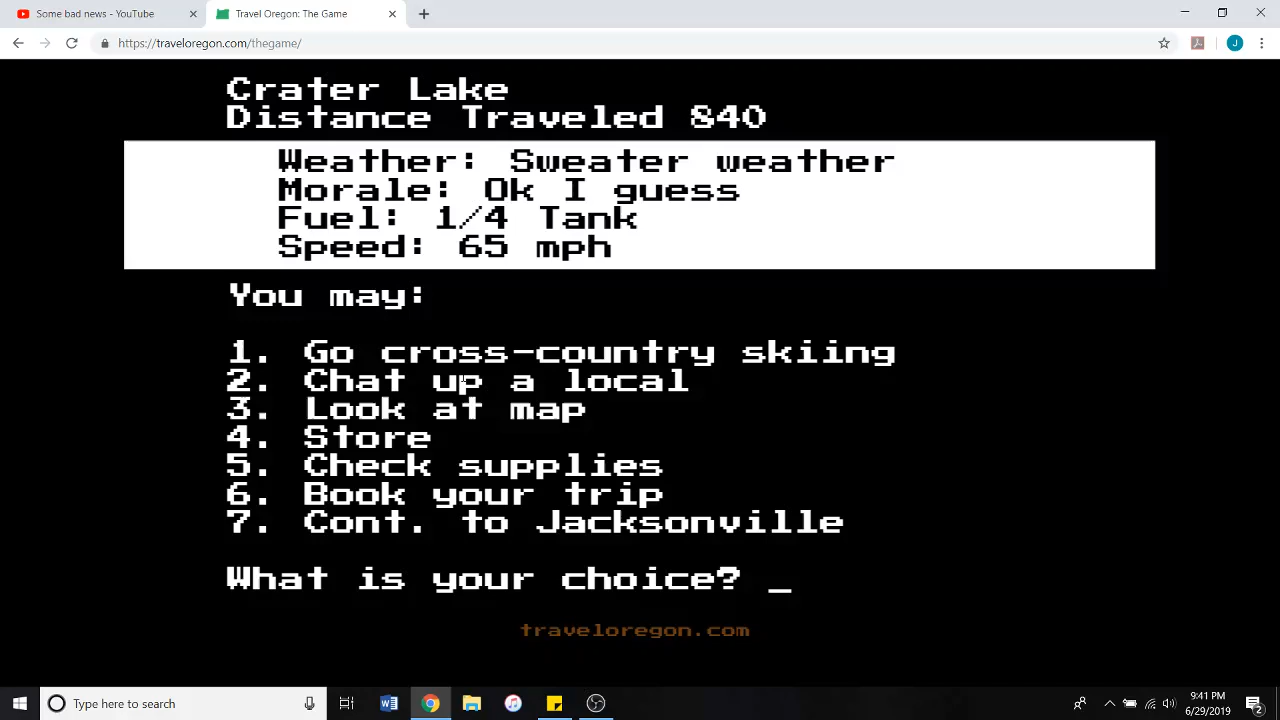 Some bad news - YouTube
Travel Oregon: The Game
https://traveloregon.com/thegame/
J
Crater Lake
Distance Traveled 840
Weather: Sweater weather
Morale: Ok I guess
Fuel: 1/4 Tank
Speed: 65 mph
You may:
1. Go cross-country skiing
2. Chat up a local
3. Look at map
4. Store
5. Check supplies
6. Book your trip
7. Cont. to Jacksonville
What is your choice? _
traveloregon.com
Type here to search
9:41 PM
6/29/2019
2